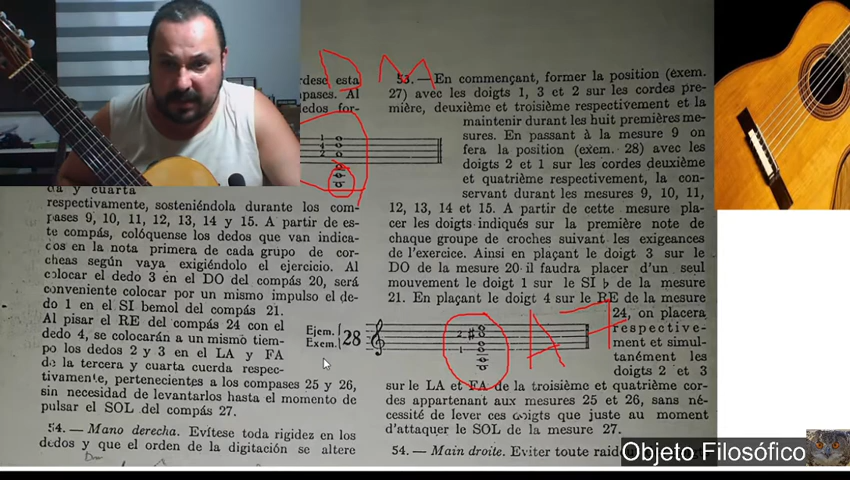 D M
rdese esta
pases. Al
edos for-
da y cuarta
respectivamente, sosteniéndola durante los com-
pases 9, 10, 11, 12, 13, 14 y 15. A partir de es-
te compás, colóquense los dedos que van indica-
dos en la nota primera de cada grupo de cor-
cheas según vaya exigiéndolo el ejercicio. Al
colocar el dedo 3 en el DO del compás 20, será
conveniente colocar por un mismo impulso el de-
do 1 en el SI bemol del compás 21.
Al pisar el RE del compás 24 con el
dedo 4, se colocarán a un mismo tiem-
po los dedos 2 y 3 en el LA y FA
de la tercera y cuarta cuerda respec-
tivamente, pertenecientes a los compases 25 y 26,
sin necesidad de levantarlos hasta el momento de
pulsar el SOL del compás 27.
54. — Mano derecha. Evítese toda rigidez en los
dedos y que el orden de la digitación se altere
Dm
1
4
2
53. — En commençant, former la position (exem.
27) avec les doigts 1, 3 et 2 sur les cordes pre-
mière, deuxième et troisième respectivement et la
maintenir durant les huit premières me-
sures. En passant à la mesure 9 on
fera la position (exem. 28) avec les
doigts 2 et 1 sur les cordes deuxième
et quatrième respectivement, la con-
servant durant les mesures 9, 10, 11,
12, 13, 14 et 15. A partir de cette mesure pla-
cer les doigts indiqués sur la première note de
chaque groupe de croches suivant les exigeances
de l'exercice. Ainsi en plaçant le doigt 3 sur le
DO de la mesure 20 il faudra placer d'un seul
mouvement le doigt 1 sur le SI ♭ de la mesure
21. En plaçant le doigt 4 sur le RE de la mesure
24, on placera
respective-
ment et simul-
tanément les
doigts 2 et 3
Ejem.
Exem.
28
2
1
A7
sur le LA et FA de la troisième et quatrième cor-
des appartenant aux mesures 25 et 26, sans né-
cessité de lever ces doigts que juste au moment
d'attaquer le SOL de la mesure 27.
54. — Main droite. Eviter toute raid
Objeto Filosófico